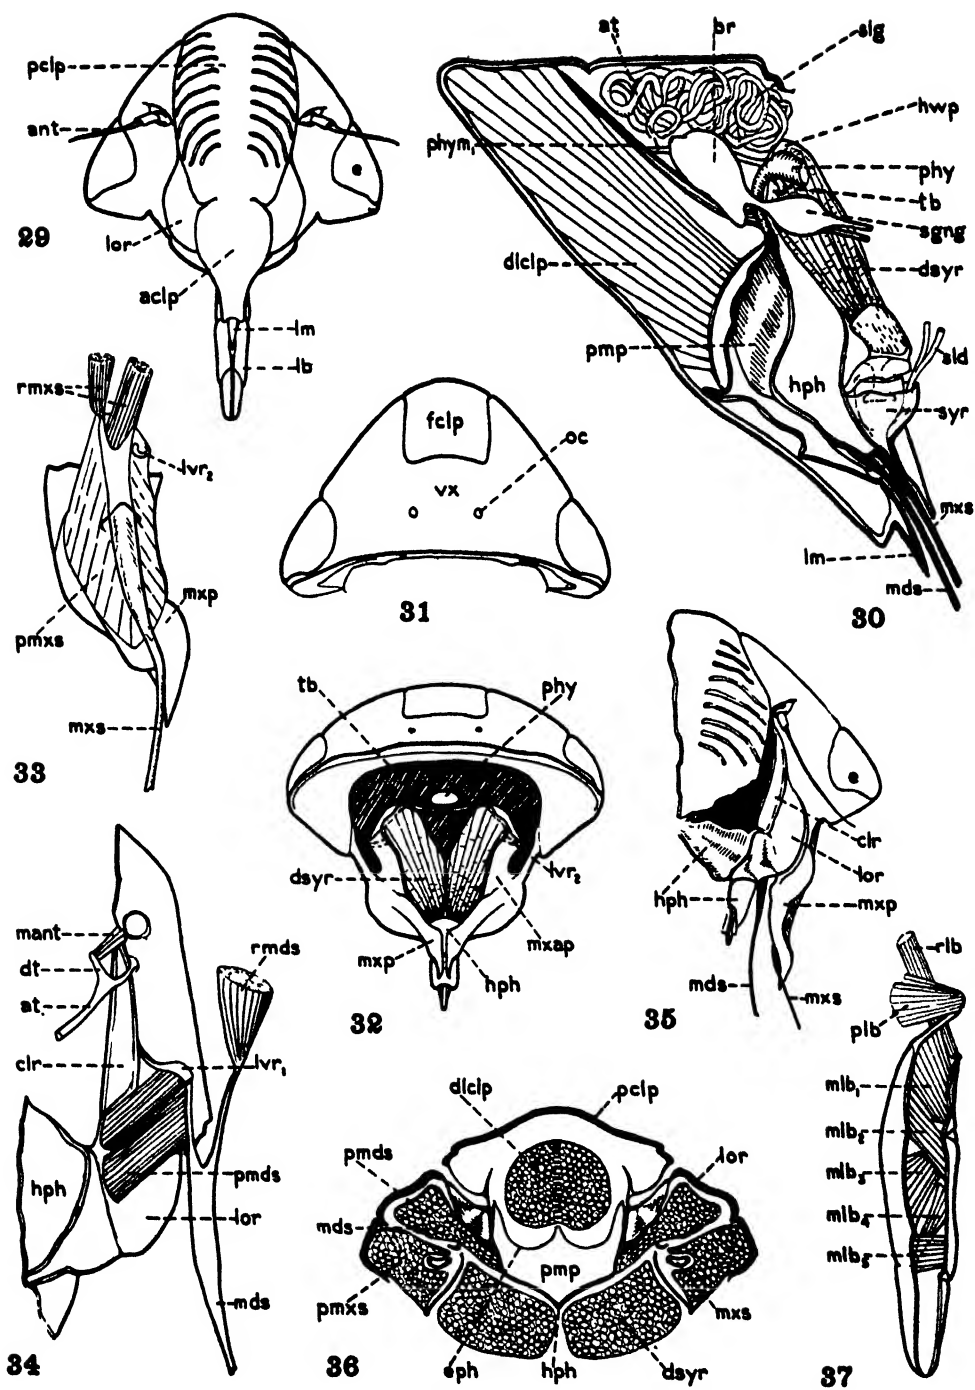 pclp
ant
e
lor
aclp
lm
lb
29
at
br
slg
hwp
phym₁
phy
tb
sgng
dlclp
dsyr
pmp
hph
sld
syr
mxs
lm
mds
30
rmxs
lvr₂
mxp
pmxs
mxs
33
fclp
oc
vx
31
tb
phy
dsyr
lvr₂
mxap
mxp
hph
32
e
clr
lor
hph
mxp
mds
mxs
35
mant
rmds
dt
at
clr
lvr₁
hph
pmds
lor
mds
34
dlclp
pclp
pmds
lor
mds
pmp
pmxs
mxs
eph
hph
dsyr
36
rlb
plb
mlb₁
mlb₂
mlb₃
mlb₄
mlb₅
37